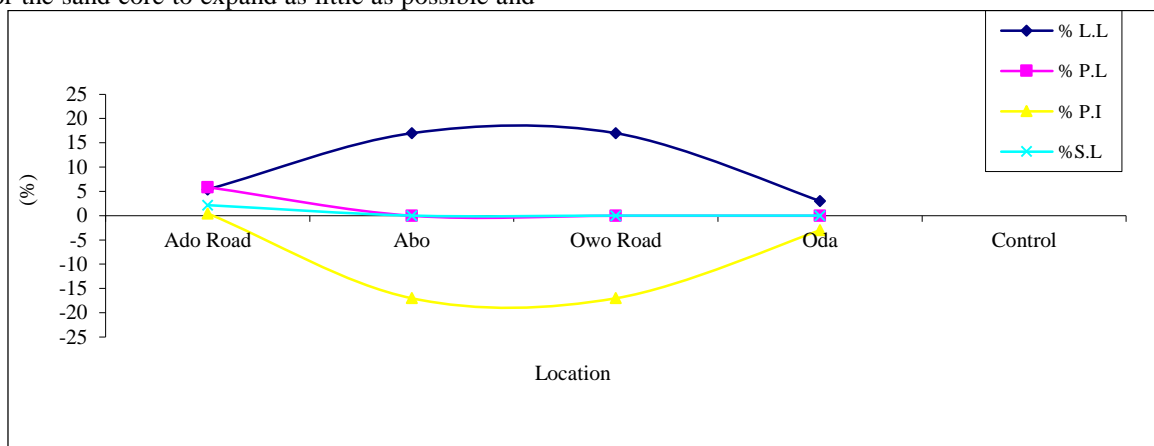 or the sand core to expand as little as possible and
% L.L
% P.L
% P.I
%S.L
25
20
15
10
5
0
-5
-10
-15
-20
-25
(%)
Ado Road Abo Owo Road Oda Control
Location